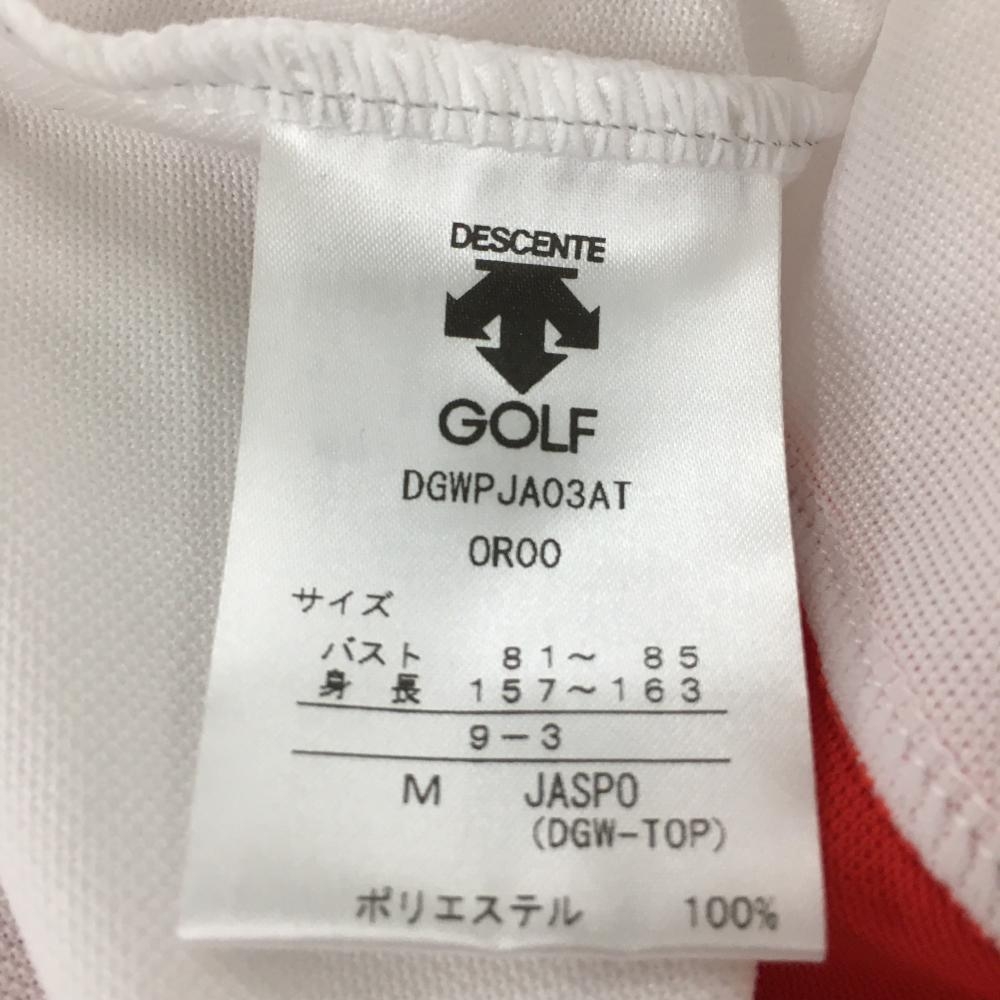 DESCENTE
GOLF
DGWPJA03AT
OR00
サイズ
バスト 81～ 85
身長 157～163
9-3
M JASPO
(DGW-TOP)
ポリエステル 100%